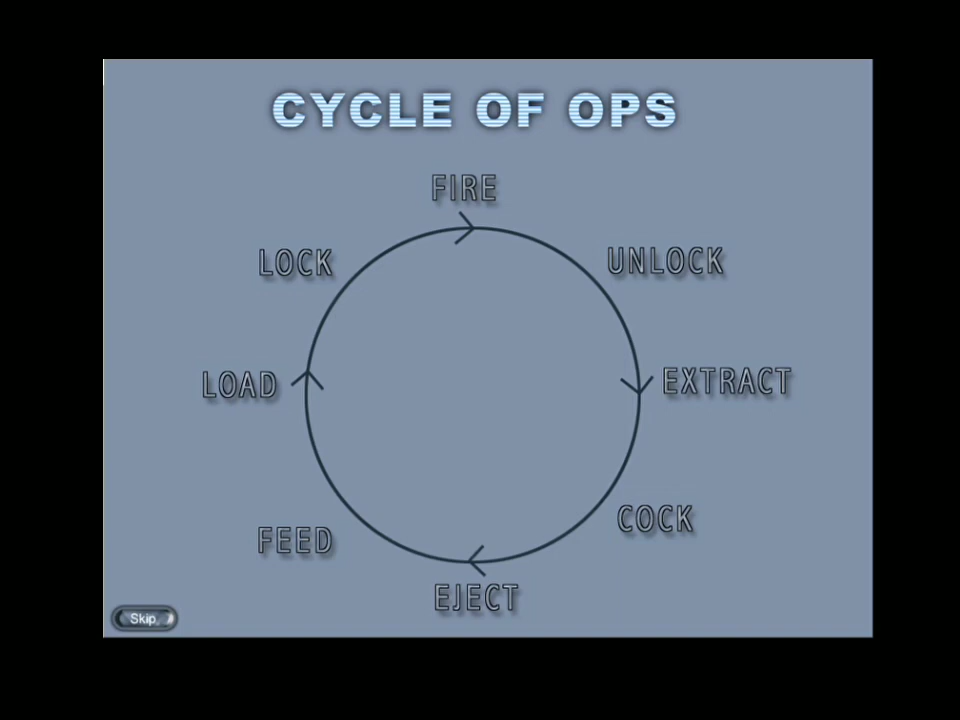 CYCLE OF OPS
FIRE
LOCK
UNLOCK
LOAD
EXTRACT
COCK
FEED
EJECT
Skip